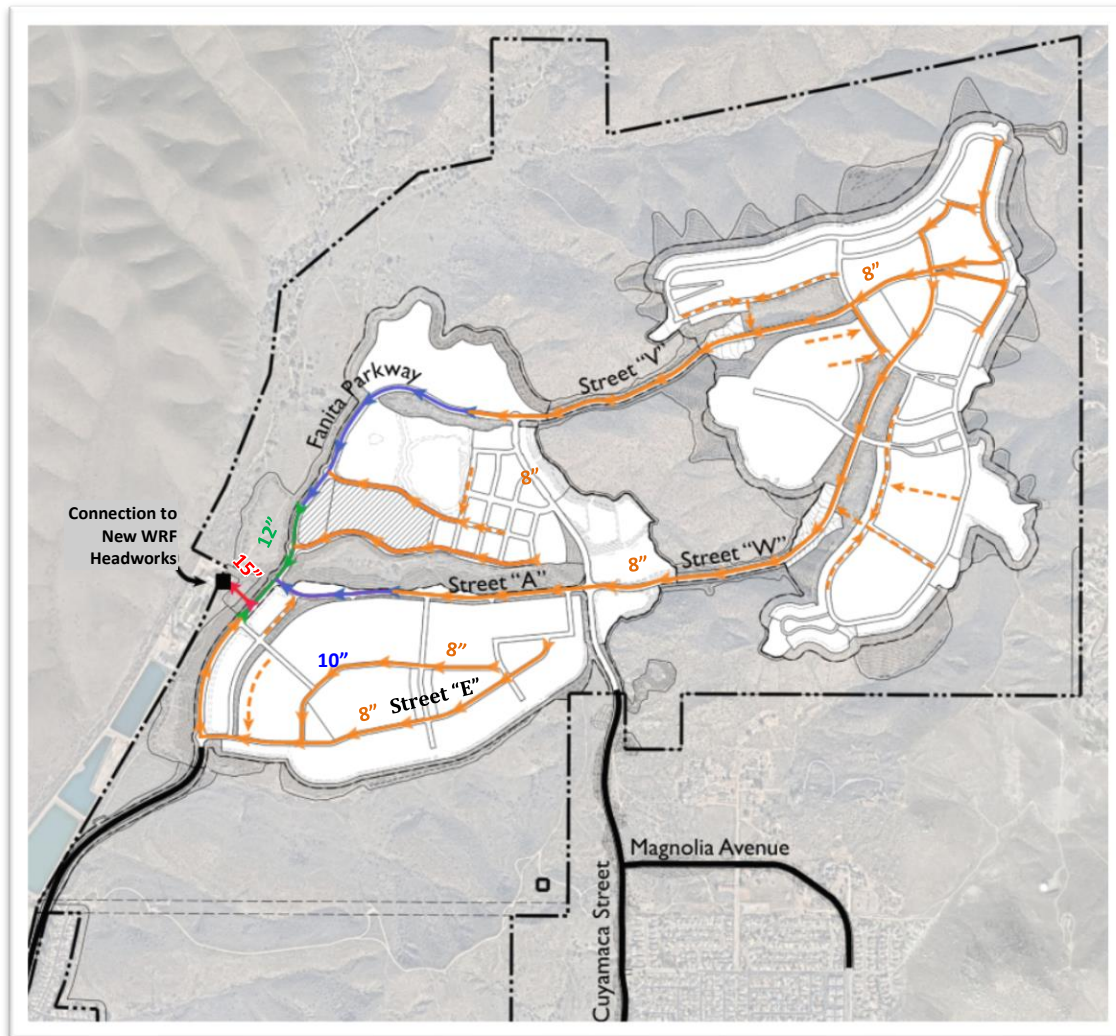 8”
Street “V”
Fanita Parkway
8”
Connection to
New WRF
Headworks
12”
15”
Street “W”
8”
Street “A”
10”
8”
Street “E”
8”
Magnolia Avenue
Cuyamaca Street